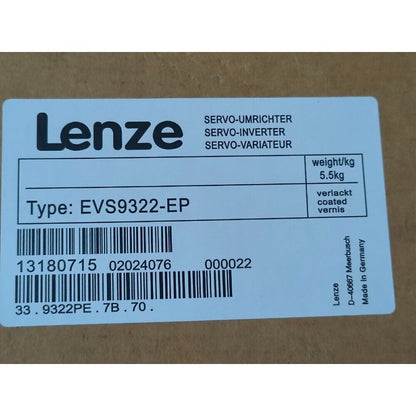 Lenze
SERVO-UMRICHTER
SERVO-INVERTER
SERVO-VARIATEUR
weight/kg
5.5kg
Type: EVS9322-EP
verlackt
coated
vernis
13180715 02024076 000022
33 . 9322PE . 7B . 70 .
Lenze
D-40667 Meerbusch
Made in Germany